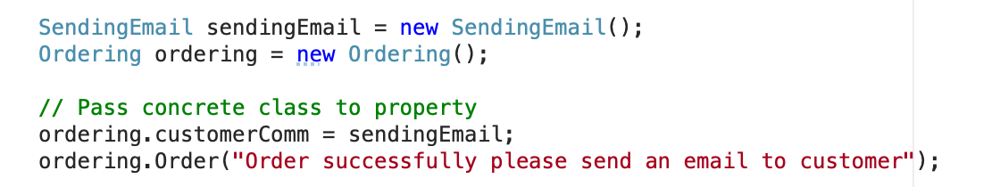 SendingEmail sendingEmail = new SendingEmail();
Ordering ordering = new Ordering();
// Pass concrete class to property
ordering.customerComm = sendingEmail;
ordering.Order("Order successfully please send an email to customer");